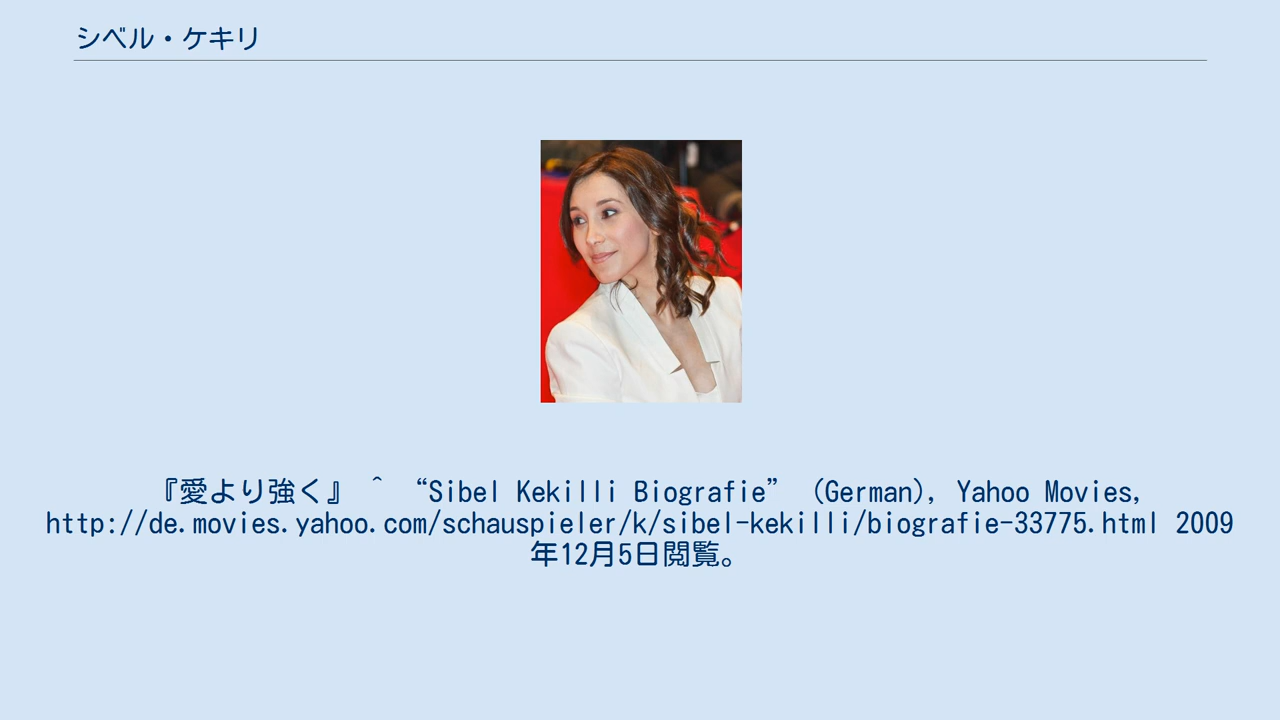 シベル・ケキリ
『愛より強く』 ^ “Sibel Kekilli Biografie” (German), Yahoo Movies,
http://de.movies.yahoo.com/schauspieler/k/sibel-kekilli/biografie-33775.html 2009
年12月5日閲覧。